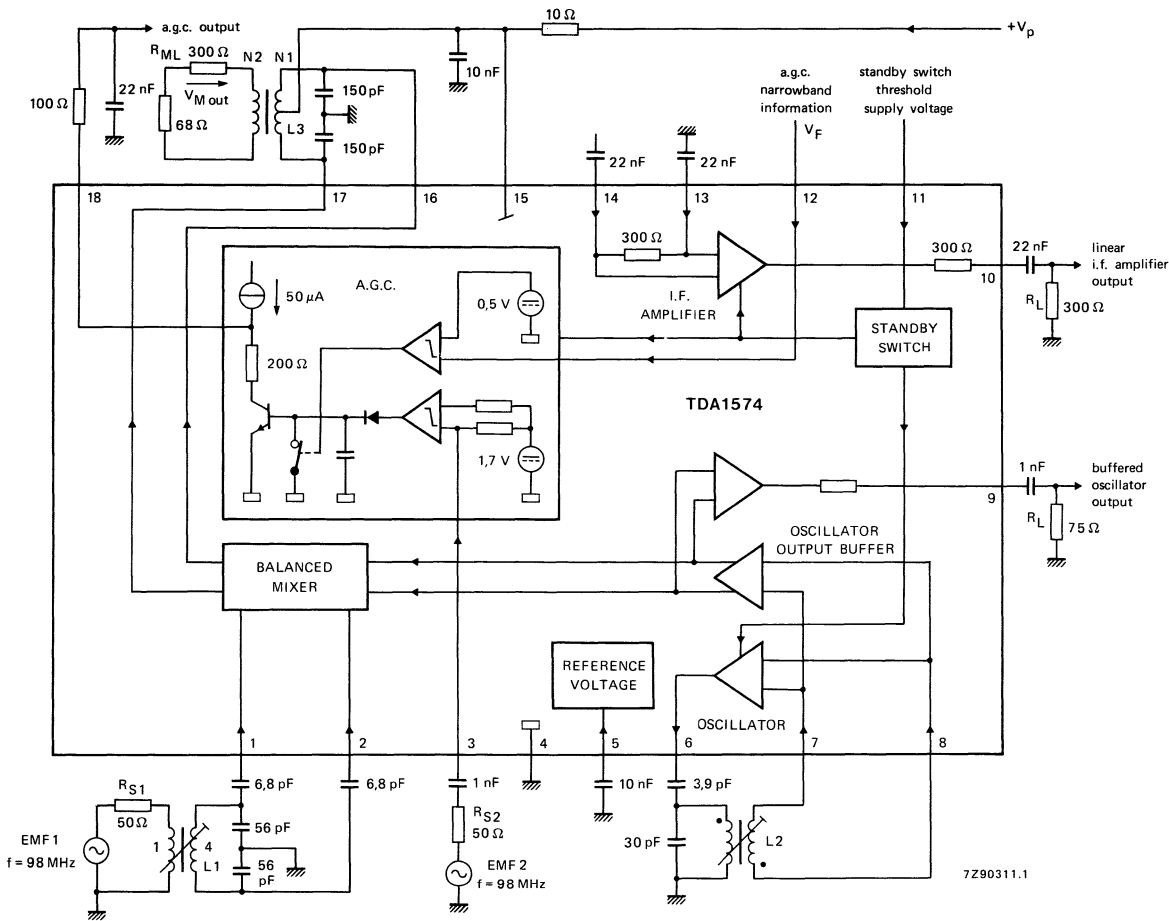 a.g.c. output
10 Ω
+Vp
RML 300 Ω
N2 N1
22 nF
100 Ω
VM out
68 Ω
L3
150 pF
150 pF
10 nF
a.g.c.
narrowband
information
VF
standby switch
threshold
supply voltage
22 nF
22 nF
18
17
16
15
14
13
12
11
300 Ω
300 Ω
22 nF
linear
i.f. amplifier
output
10
RL
300 Ω
50 μA
A.G.C.
0,5 V
I.F.
AMPLIFIER
STANDBY
SWITCH
200 Ω
TDA1574
1,7 V
1 nF
buffered
oscillator
output
9
RL
75 Ω
OSCILLATOR
OUTPUT BUFFER
BALANCED
MIXER
REFERENCE
VOLTAGE
OSCILLATOR
1
2
3
4
5
6
7
8
6,8 pF
6,8 pF
1 nF
10 nF
3,9 pF
RS1
50 Ω
EMF 1
f = 98 MHz
1
4
L1
56 pF
56
pF
RS2
50 Ω
EMF 2
f = 98 MHz
30 pF
L2
7Z90311.1